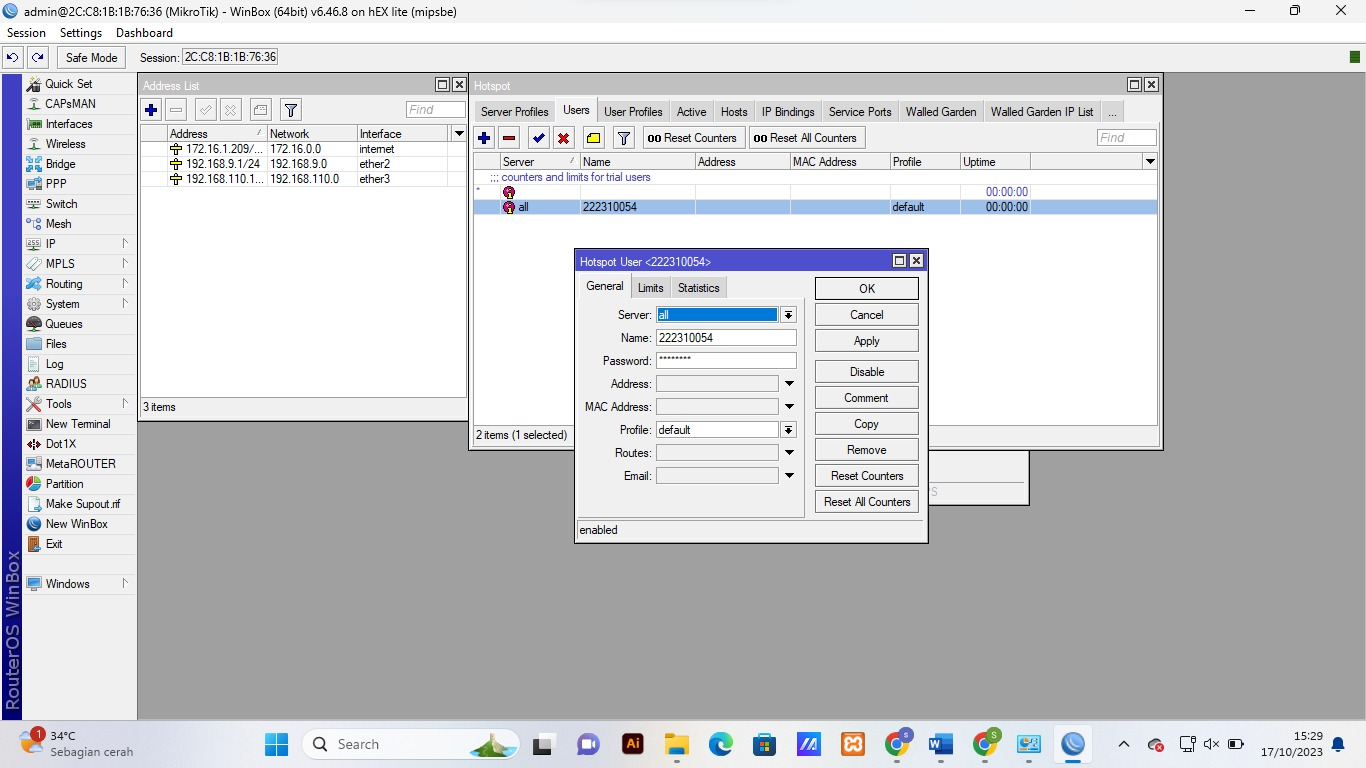 admin@2C:C8:1B:1B:76:36 (MikroTik) - WinBox (64bit) v6.46.8 on hEX lite (mipsbe)
Session Settings Dashboard
Safe Mode Session: 2C:C8:1B:1B:76:36
RouterOS WinBox
Quick Set
CAPsMAN
Interfaces
Wireless
Bridge
PPP
Switch
Mesh
IP
MPLS
Routing
System
Queues
Files
Log
RADIUS
Tools
New Terminal
Dot1X
MetaROUTER
Partition
Make Supout.rif
New WinBox
Exit
Windows
Address List
Find
Address Network Interface
172.16.1.209/... 172.16.0.0 internet
192.168.9.1/24 192.168.9.0 ether2
192.168.110.1... 192.168.110.0 ether3
3 items
Hotspot
Server Profiles Users User Profiles Active Hosts IP Bindings Service Ports Walled Garden Walled Garden IP List ...
00 Reset Counters 00 Reset All Counters Find
Server Name Address MAC Address Profile Uptime
;;; counters and limits for trial users
* 00:00:00
all 222310054 default 00:00:00
2 items (1 selected)
Hotspot User <222310054>
General Limits Statistics
Server: all
Name: 222310054
Password: ********
Address:
MAC Address:
Profile: default
Routes:
Email:
OK
Cancel
Apply
Disable
Comment
Copy
Remove
Reset Counters
Reset All Counters
enabled
34°C
Sebagian cerah
1
Search
Ai
S
S
15:29
17/10/2023